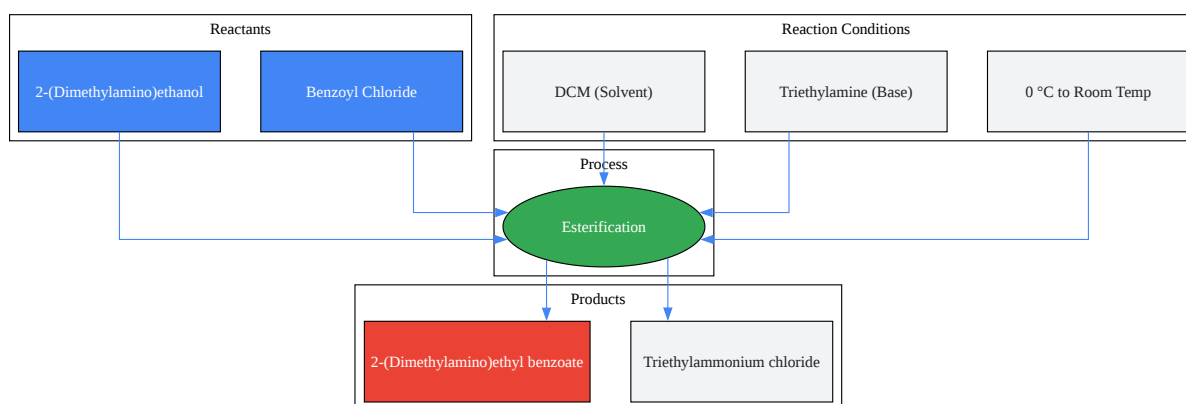 Reactants
Reaction Conditions
2-(Dimethylamino)ethanol
Benzoyl Chloride
DCM (Solvent)
Triethylamine (Base)
0 °C to Room Temp
Process
Esterification
Products
2-(Dimethylamino)ethyl benzoate
Triethylammonium chloride